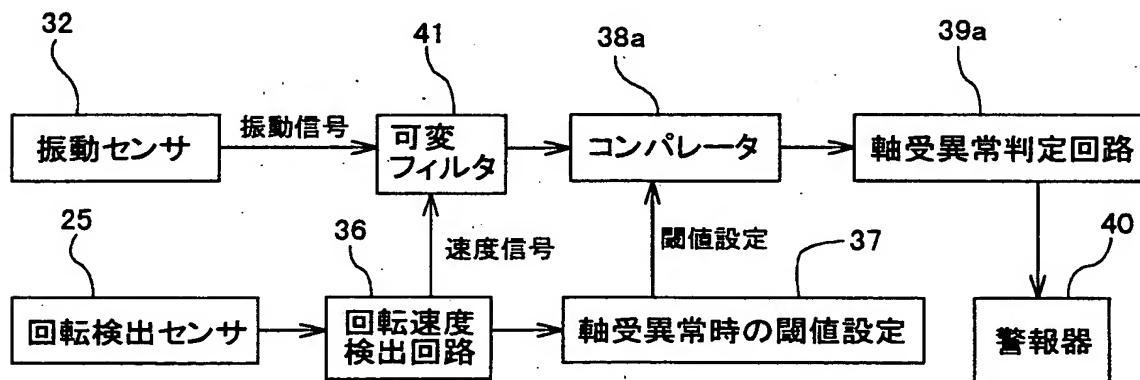 32
41
38a
39a
振動センサ
振動信号
可変
フィルタ
コンパレータ
軸受異常判定回路
25
36
速度信号
閾値設定
37
40
回転検出センサ
回転速度
検出回路
軸受異常時の閾値設定
警報器